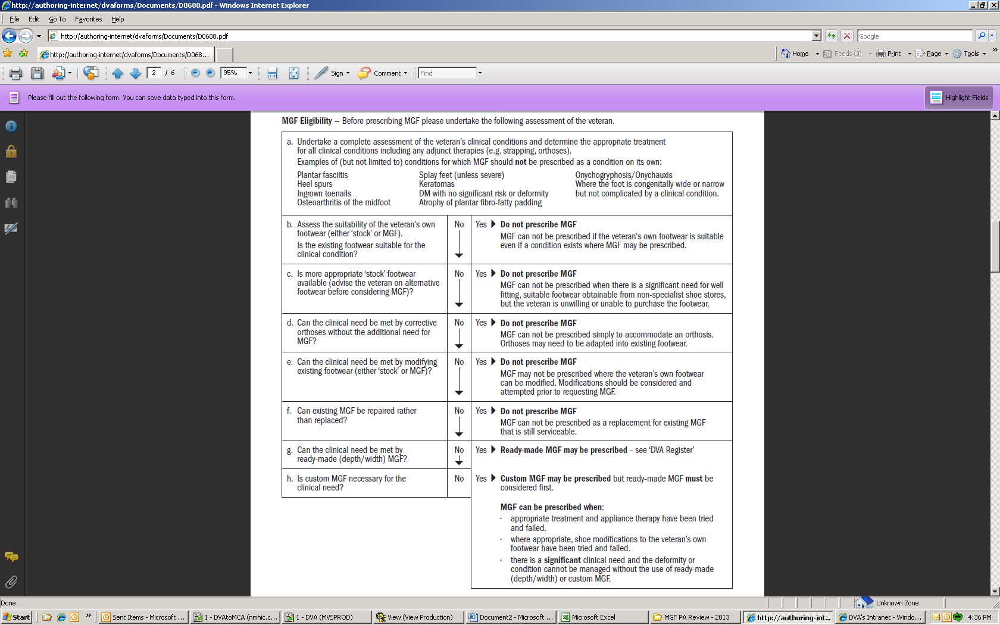 http://authoring-internet/dvaforms/Documents/D0688.pdf - Windows Internet Explorer
File Edit Go To Favorites Help
http://authoring-internet/dvaforms/Documents/D0688.pdf
Google
http://authoring-internet/dvaforms/Documents/D068...
Home Feeds (J) Print Page Tools »
2 / 6 95% Sign Comment Find
Please fill out the following form. You can save data typed into this form.
Highlight Fields
MGF Eligibility – Before prescribing MGF please undertake the following assessment of the veteran.
a. Undertake a complete assessment of the veteran's clinical conditions and determine the appropriate treatment
for all clinical conditions including any adjunct therapies (e.g. strapping, orthoses).
Examples of (but not limited to) conditions for which MGF should not be prescribed as a condition on its own:
Plantar fasciitis
Heel spurs
Ingrown toenails
Osteoarthritis of the midfoot
Splay feet (unless severe)
Keratomas
DM with no significant risk or deformity
Atrophy of plantar fibro-fatty padding
Onychogryphosis/Onychauxis
Where the foot is congenitally wide or narrow
but not complicated by a clinical condition.
b. Assess the suitability of the veteran's own
footwear (either 'stock' or MGF).
Is the existing footwear suitable for the
clinical condition?
No
Yes Do not prescribe MGF
MGF can not be prescribed if the veteran's own footwear is suitable
even if a condition exists where MGF may be prescribed.
c. Is more appropriate 'stock' footwear
available (advise the veteran on alternative
footwear before considering MGF)?
No
Yes Do not prescribe MGF
MGF can not be prescribed when there is a significant need for well
fitting, suitable footwear obtainable from non-specialist shoe stores,
but the veteran is unwilling or unable to purchase the footwear.
d. Can the clinical need be met by corrective
orthoses without the additional need for
MGF?
No
Yes Do not prescribe MGF
MGF can not be prescribed simply to accommodate an orthosis.
Orthoses may need to be adapted into existing footwear.
e. Can the clinical need be met by modifying
existing footwear (either 'stock' or MGF)?
No
Yes Do not prescribe MGF
MGF may not be prescribed where the veteran's own footwear
can be modified. Modifications should be considered and
attempted prior to requesting MGF.
f. Can existing MGF be repaired rather
than replaced?
No
Yes Do not prescribe MGF
MGF can not be prescribed as a replacement for existing MGF
that is still serviceable.
g. Can the clinical need be met by
ready-made (depth/width) MGF?
No
Yes Ready-made MGF may be prescribed – see 'DVA Register'
h. Is custom MGF necessary for the
clinical need?
No
Yes Custom MGF may be prescribed but ready-made MGF must be
considered first.
MGF can be prescribed when:
· appropriate treatment and appliance therapy have been tried
and failed.
· where appropriate, shoe modifications to the veteran's own
footwear have been tried and failed.
· there is a significant clinical need and the deformity or
condition cannot be managed without the use of ready-made
(depth/width) or custom MGF.
Done
Unknown Zone
Start » Sent Items - Microsoft ... 1 - DVAtoMCA (nmhic.c... 1 - DVA (MVSPROD) View (View Production) Document2 - Microsoft ... Microsoft Excel MGF PA Review - 2013 http://authoring-int... DVA's Intranet - Windo... 4:36 PM